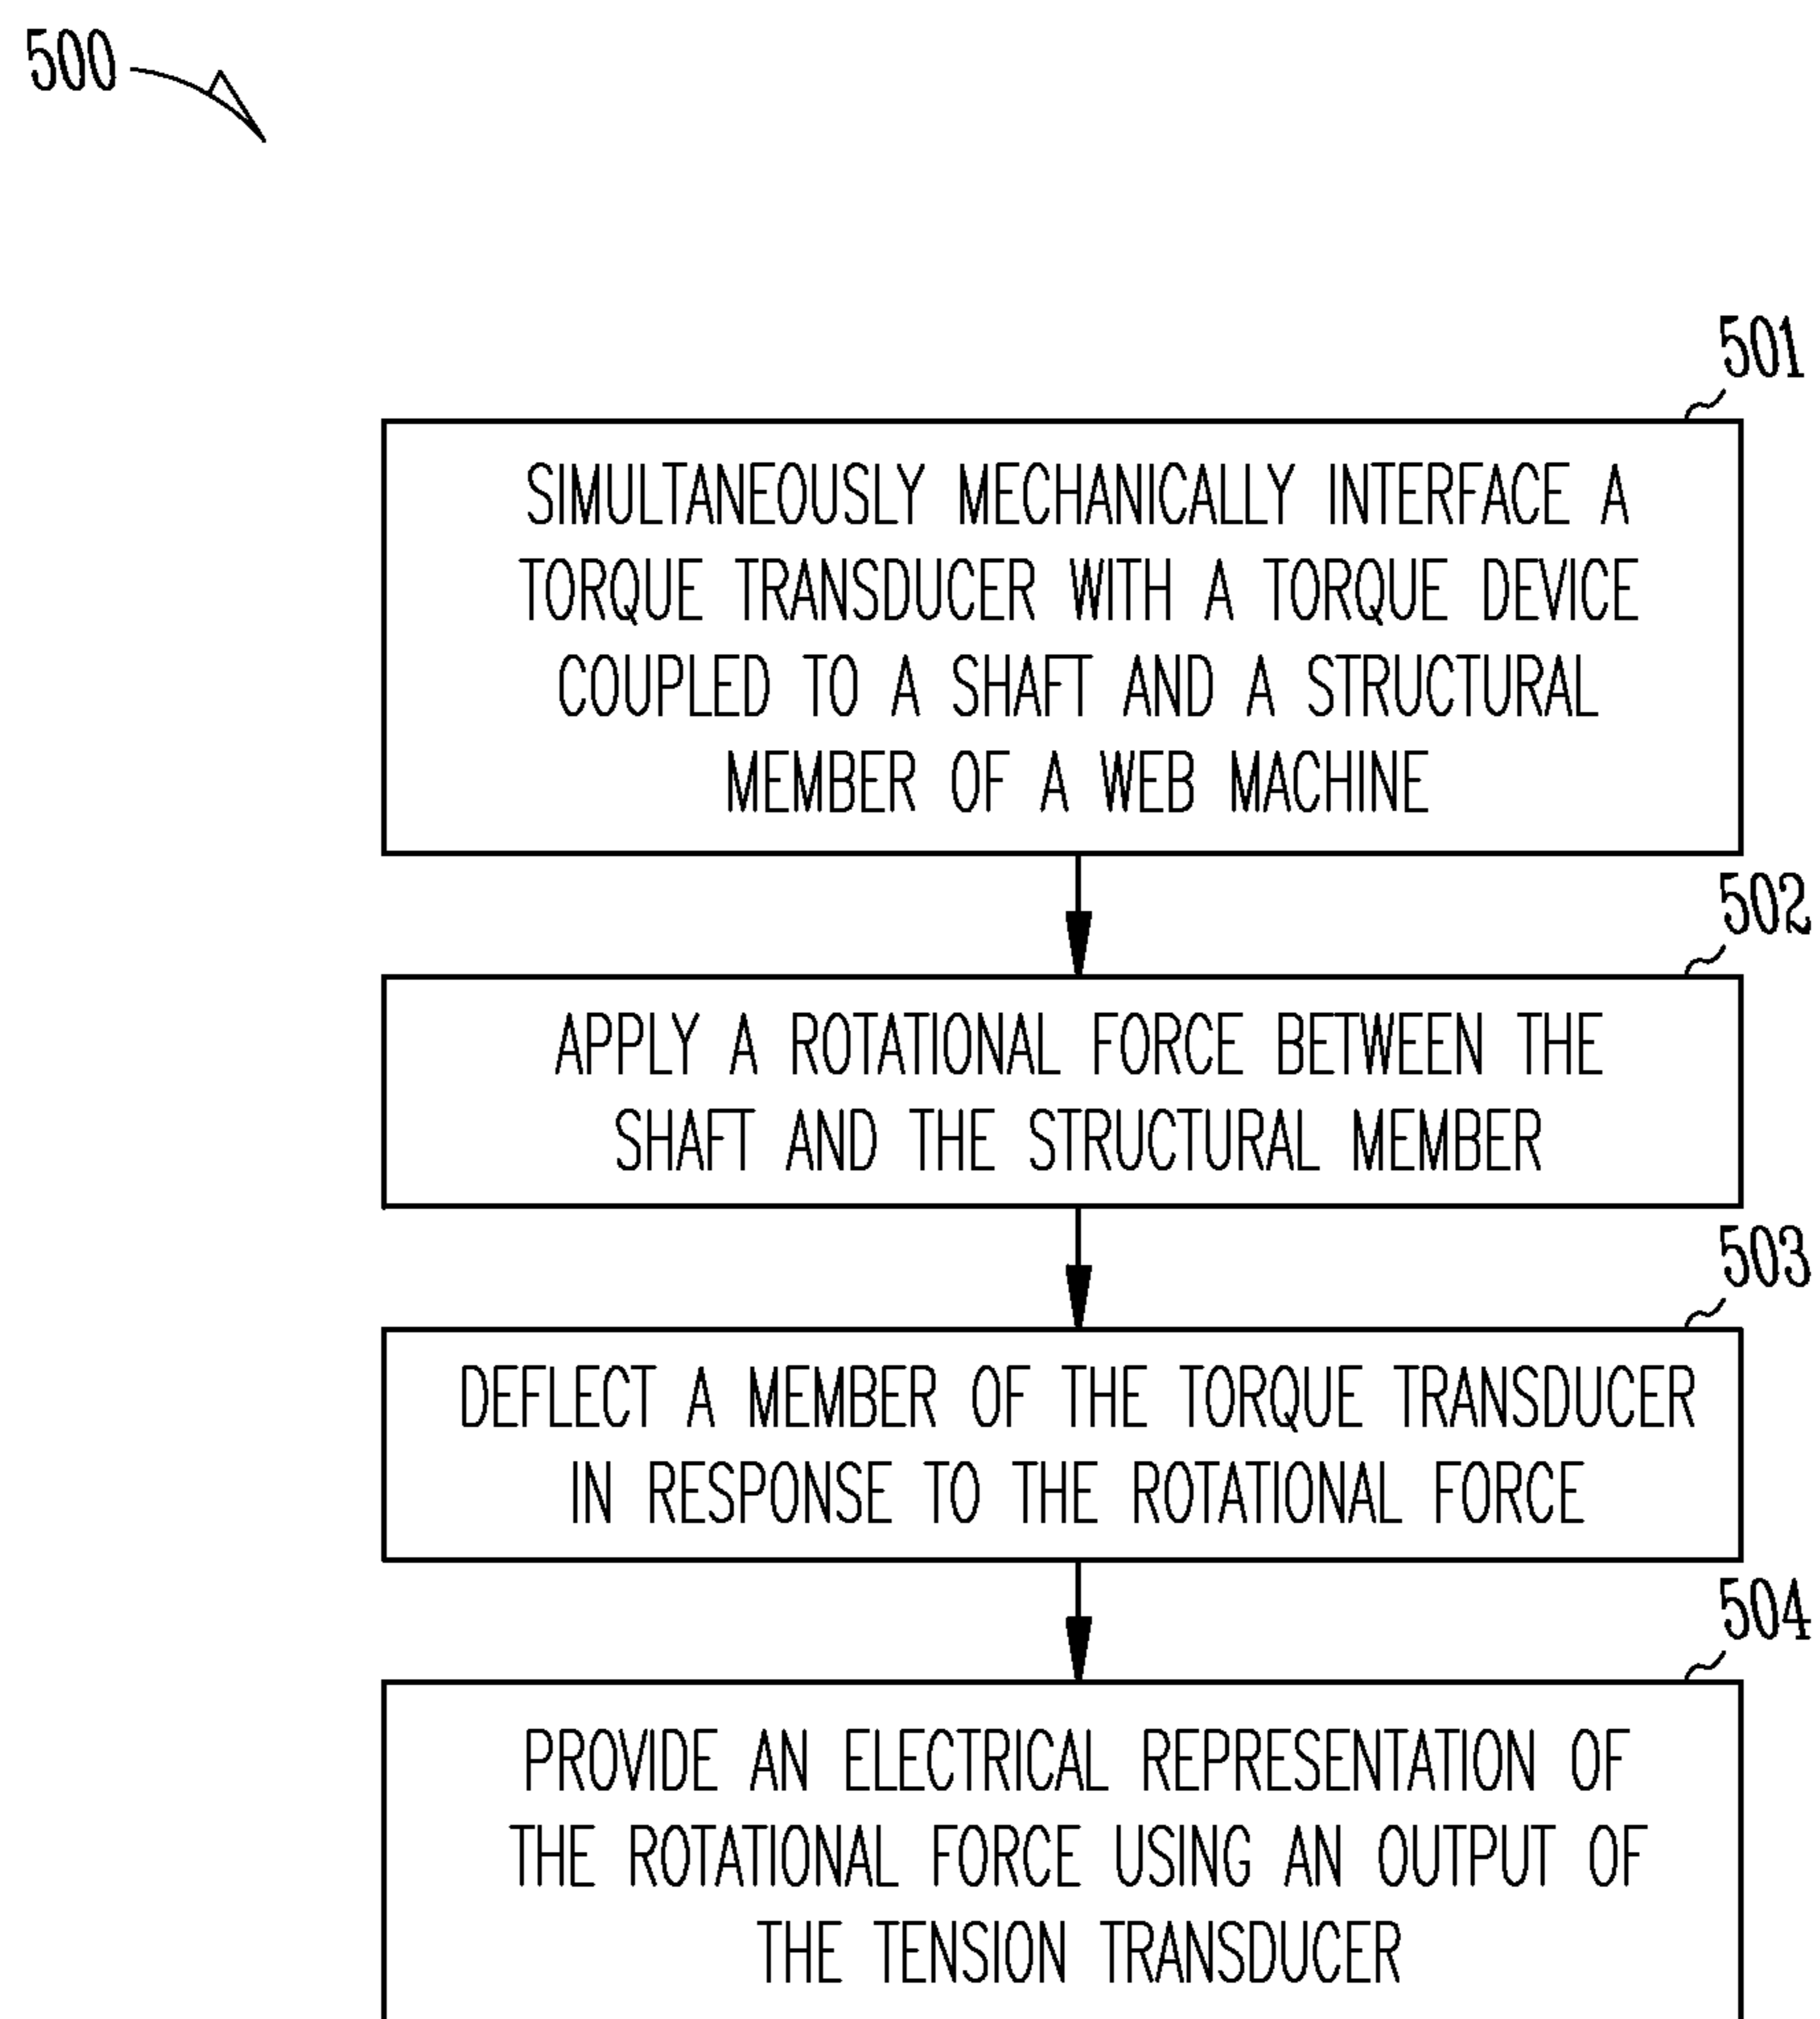 500
501
SIMULTANEOUSLY MECHANICALLY INTERFACE A
TORQUE TRANSDUCER WITH A TORQUE DEVICE
COUPLED TO A SHAFT AND A STRUCTURAL
MEMBER OF A WEB MACHINE
502
APPLY A ROTATIONAL FORCE BETWEEN THE
SHAFT AND THE STRUCTURAL MEMBER
503
DEFLECT A MEMBER OF THE TORQUE TRANSDUCER
IN RESPONSE TO THE ROTATIONAL FORCE
504
PROVIDE AN ELECTRICAL REPRESENTATION OF
THE ROTATIONAL FORCE USING AN OUTPUT OF
THE TENSION TRANSDUCER